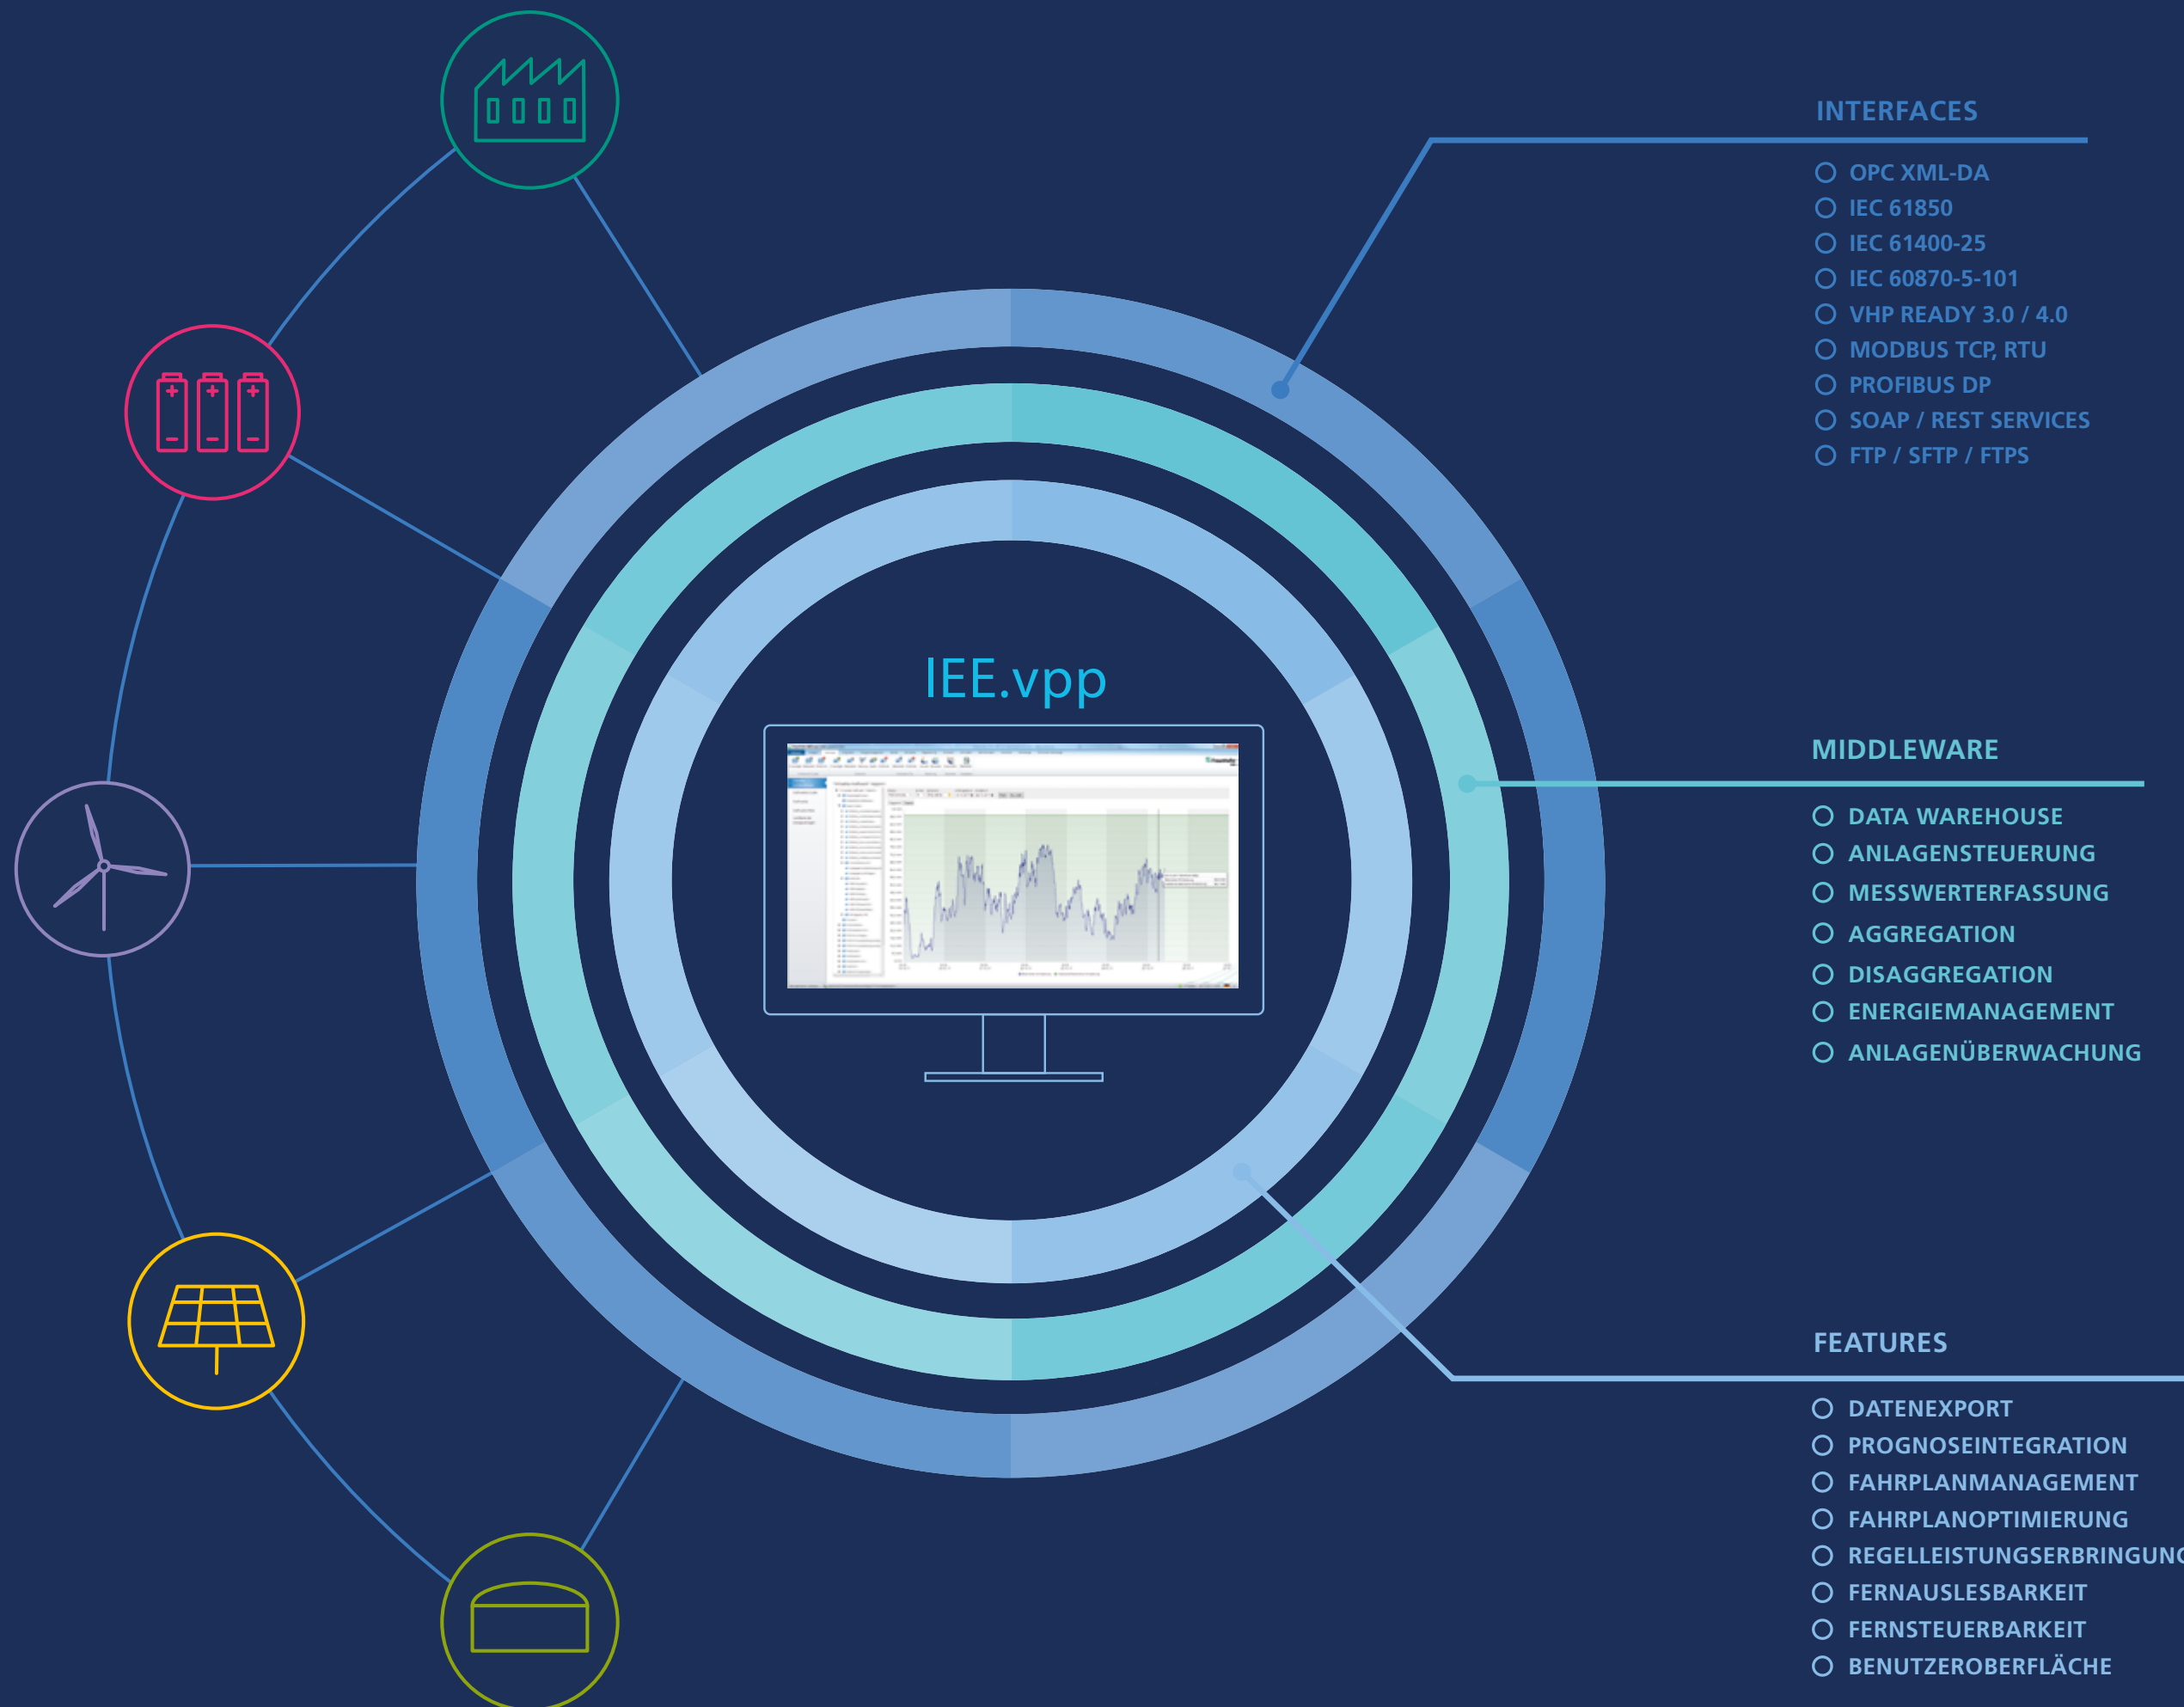 INTERFACES
OPC XML-DA
IEC 61850
IEC 61400-25
IEC 60870-5-101
VHP READY 3.0 / 4.0
MODBUS TCP, RTU
PROFIBUS DP
SOAP / REST SERVICES
FTP / SFTP / FTPS
IEE.vpp
MIDDLEWARE
DATA WAREHOUSE
ANLAGENSTEUERUNG
MESSWERTERFASSUNG
AGGREGATION
DISAGGREGATION
ENERGIEMANAGEMENT
ANLAGENÜBERWACHUNG
FEATURES
DATENEXPORT
PROGNOSEINTEGRATION
FAHRPLANMANAGEMENT
FAHRPLANOPTIMIERUNG
REGELLEISTUNGSERBRINGUNG
FERNAUSLESBARKEIT
FERNSTEUERBARKEIT
BENUTZEROBERFLÄCHE